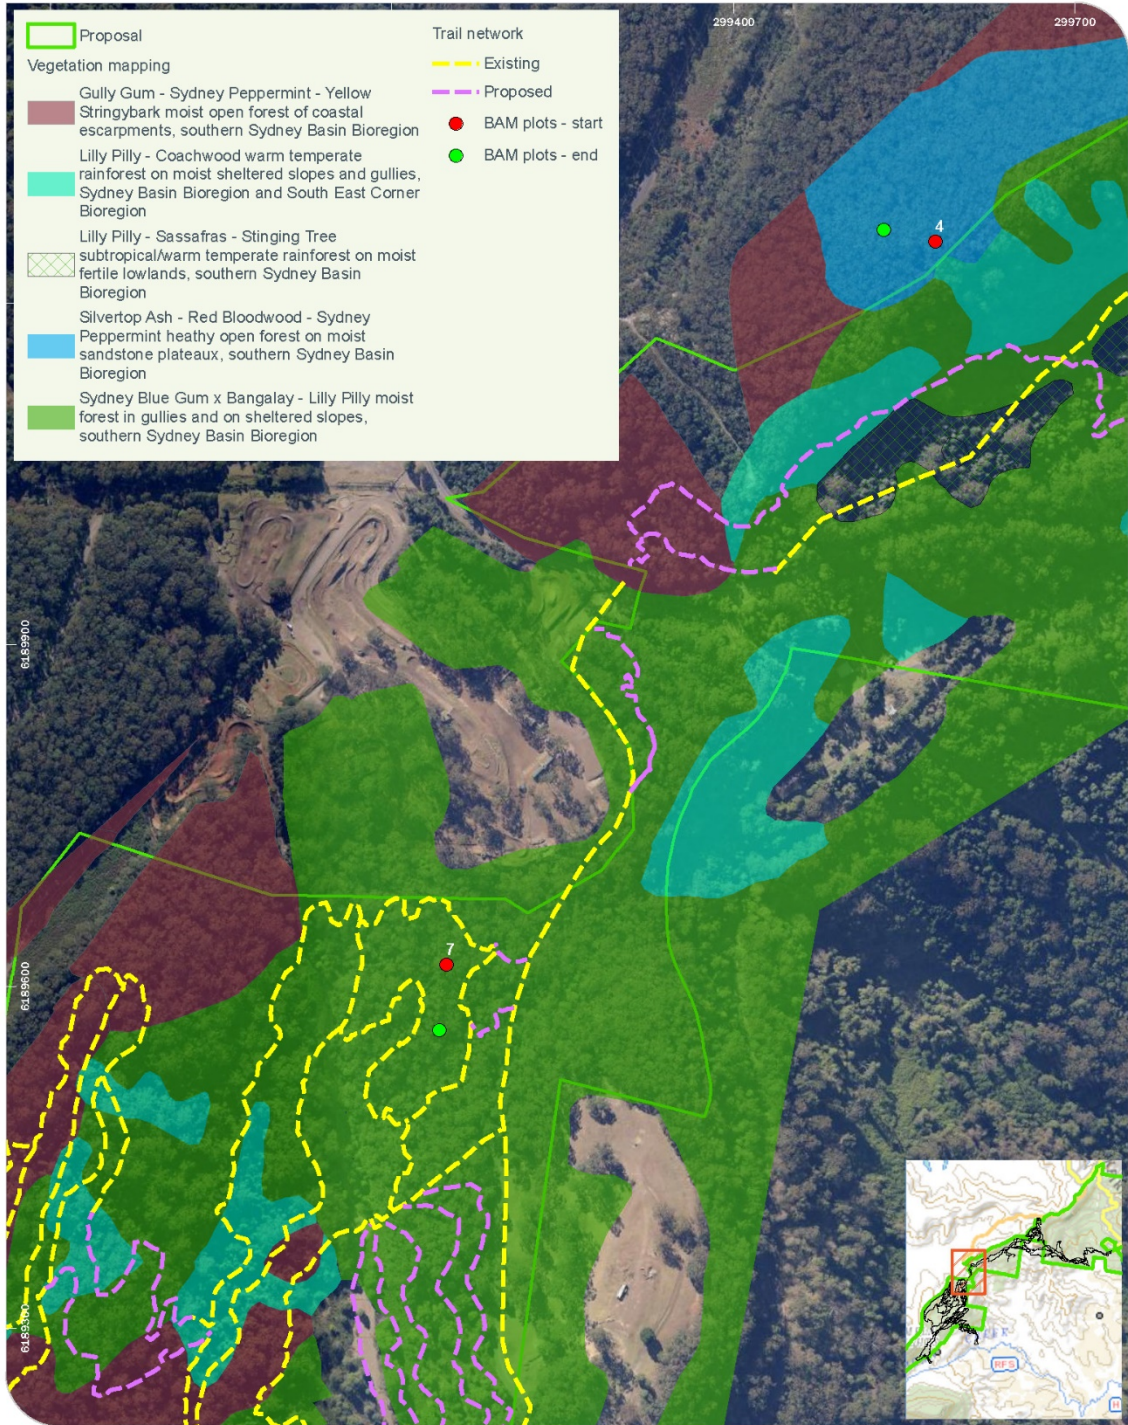 299400
299700
Proposal
Vegetation mapping
Gully Gum - Sydney Peppermint - Yellow
Stringybark moist open forest of coastal
escarpments, southern Sydney Basin Bioregion
Lilly Pilly - Coachwood warm temperate
rainforest on moist sheltered slopes and gullies,
Sydney Basin Bioregion and South East Corner
Bioregion
Lilly Pilly - Sassafras - Stinging Tree
subtropical/warm temperate rainforest on moist
fertile lowlands, southern Sydney Basin
Bioregion
Silvertop Ash - Red Bloodwood - Sydney
Peppermint heathy open forest on moist
sandstone plateaux, southern Sydney Basin
Bioregion
Sydney Blue Gum x Bangalay - Lilly Pilly moist
forest in gullies and on sheltered slopes,
southern Sydney Basin Bioregion
Trail network
Existing
Proposed
BAM plots - start
BAM plots - end
4
6189900
7
6189600
6189300
RFS
H